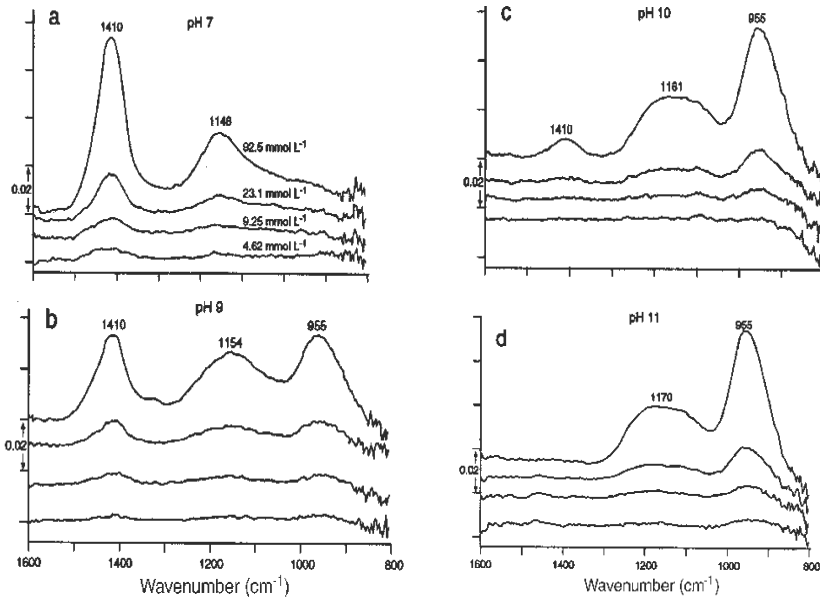 a
pH 7
1410
1148
92.5 mmol L⁻¹
23.1 mmol L⁻¹
9.25 mmol L⁻¹
4.62 mmol L⁻¹
0.02
c
pH 10
955
1161
1410
0.02
b
pH 9
1410
1154
955
0.02
1600
1400
1200
1000
800
Wavenumber (cm⁻¹)
d
pH 11
955
1170
0.02
1600
1400
1200
1000
800
Wavenumber (cm⁻¹)